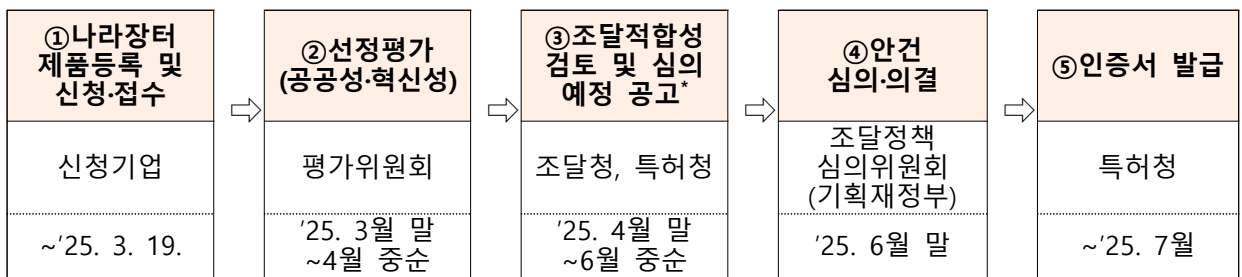 ①나라장터
제품등록 및
신청·접수
⇨
②선정평가
(공공성·혁신성)
⇨
③조달적합성
검토 및 심의
예정 공고*
⇨
④안건
심의·의결
⇨
⑤인증서 발급
신청기업
평가위원회
조달청, 특허청
조달정책
심의위원회
(기획재정부)
특허청
~'25. 3. 19.
'25. 3월 말
~4월 중순
'25. 4월 말
~6월 중순
'25. 6월 말
~'25. 7월